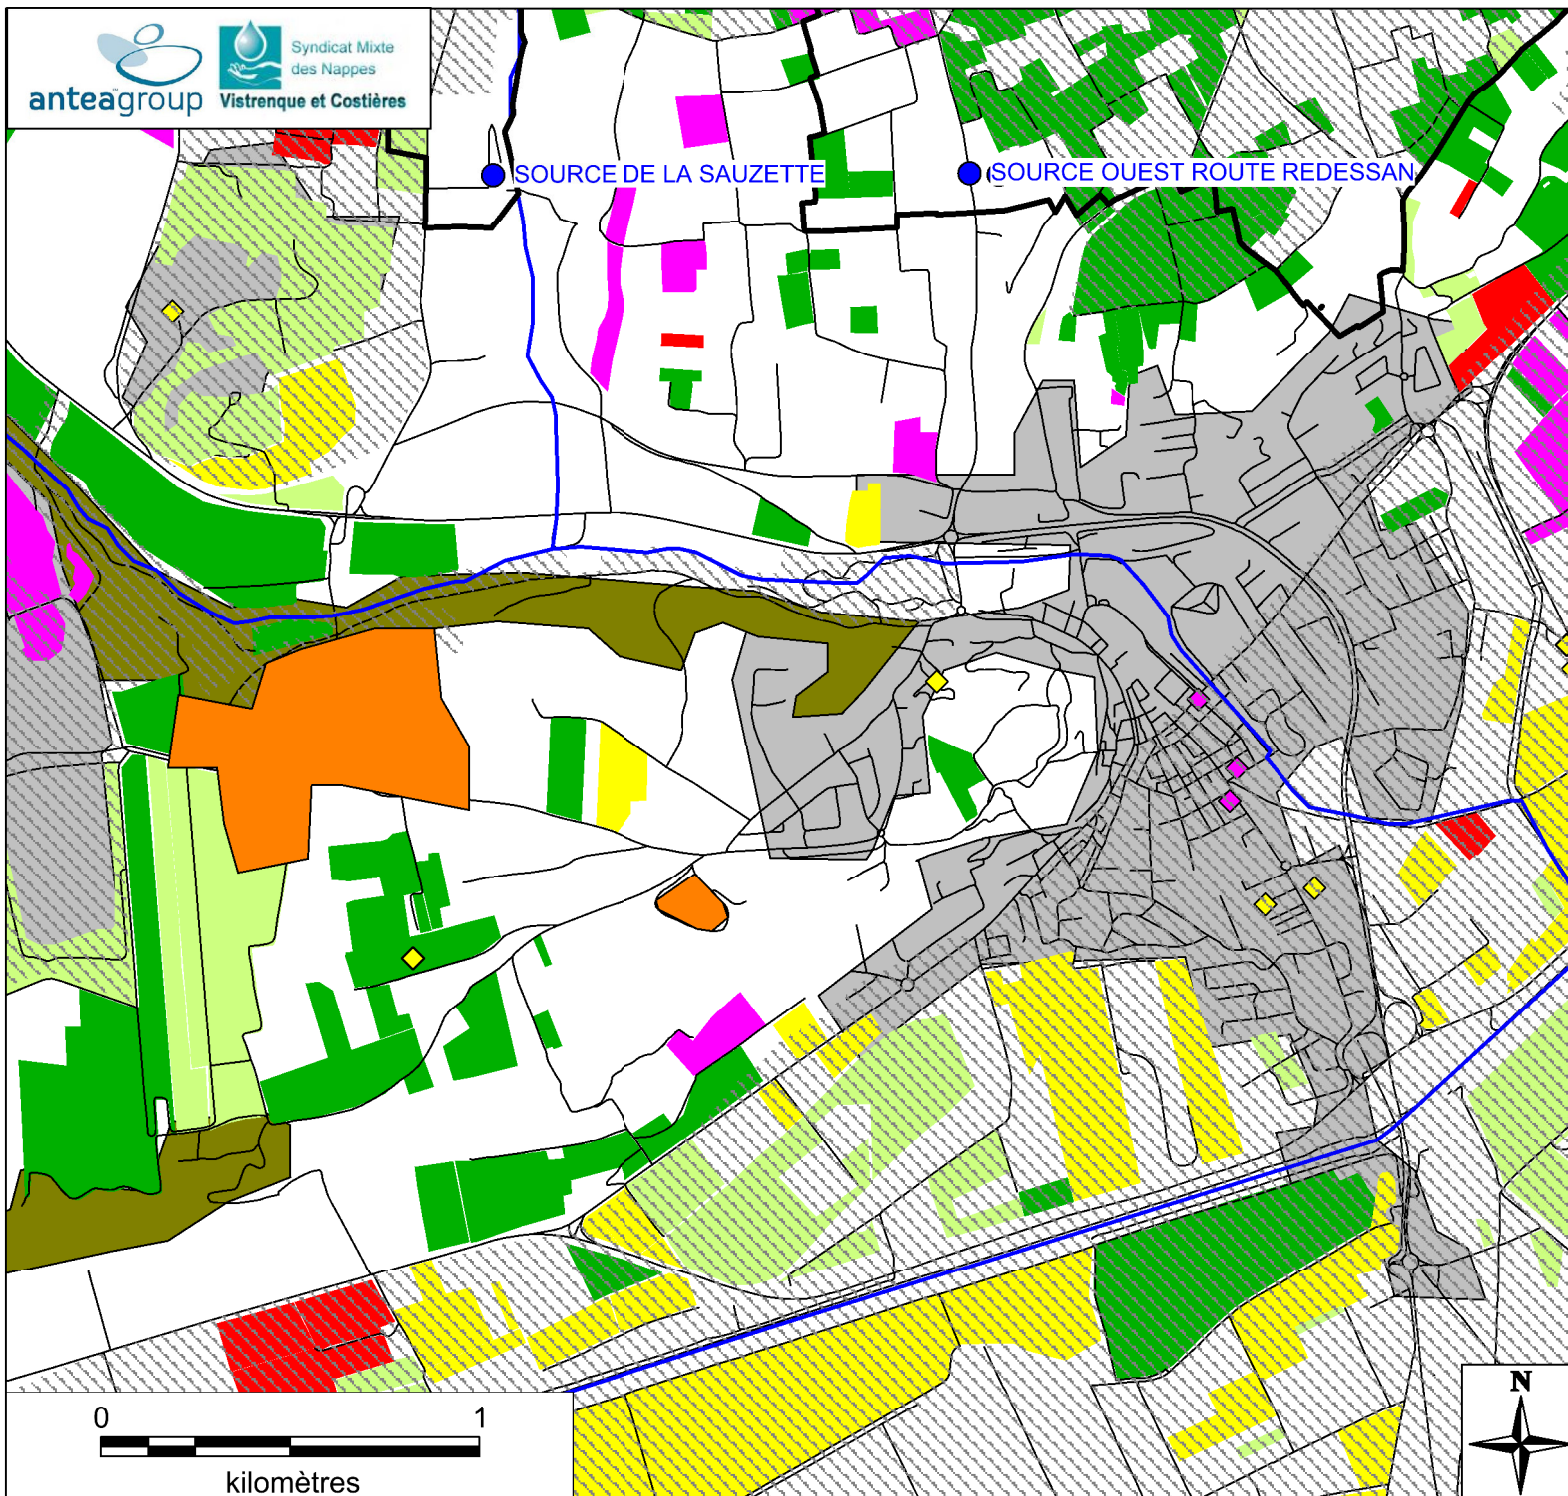 anteagroup
Syndicat Mixte
des Nappes
Vistrenque et Costières
SOURCE DE LA SAUZETTE
SOURCE OUEST ROUTE REDESSAN
0 1
kilomètres
N